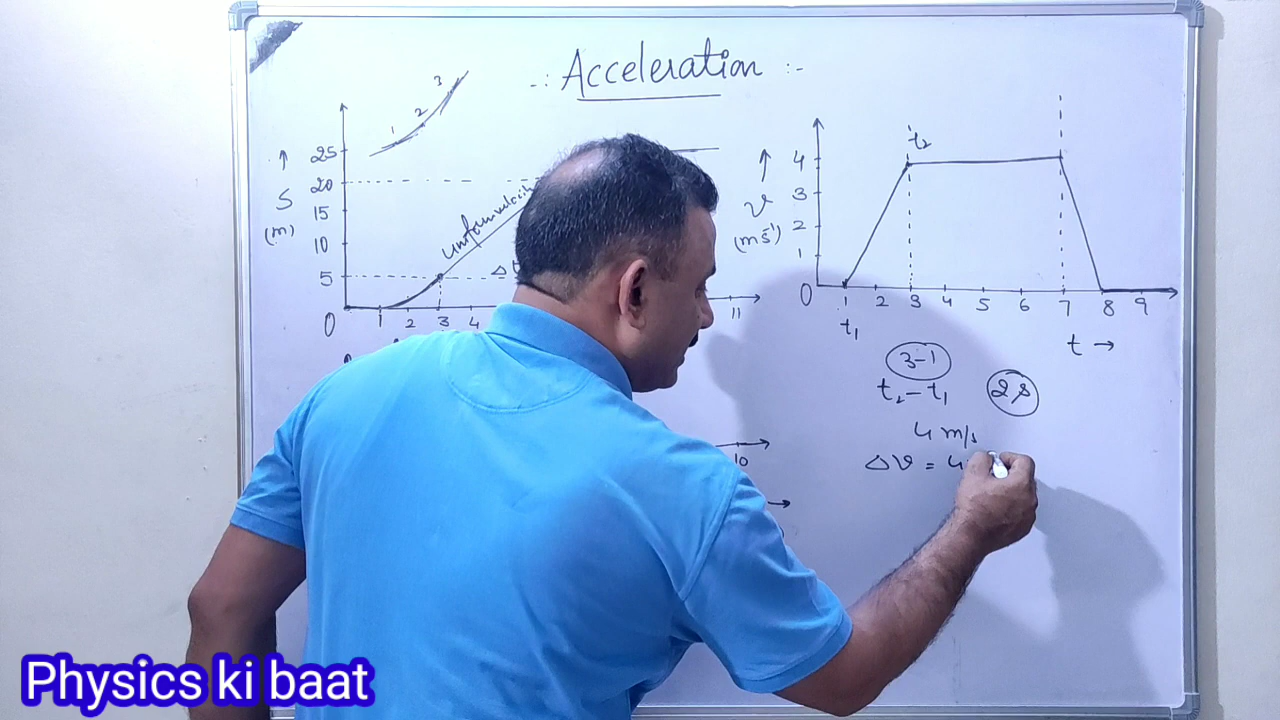 -: Acceleration :-
1 2 3
↑
S
(m)
25
20
15
10
5
0
1 2 3 4
11
uniform velocity
Δ
10
↑
v
(ms⁻¹)
4
3
2
1
0
t₂
1 2 3 4 5 6 7 8 9
t₁
t →
3-1
t₂-t₁
2s
4 m/s
Δv = 4
Physics ki baat